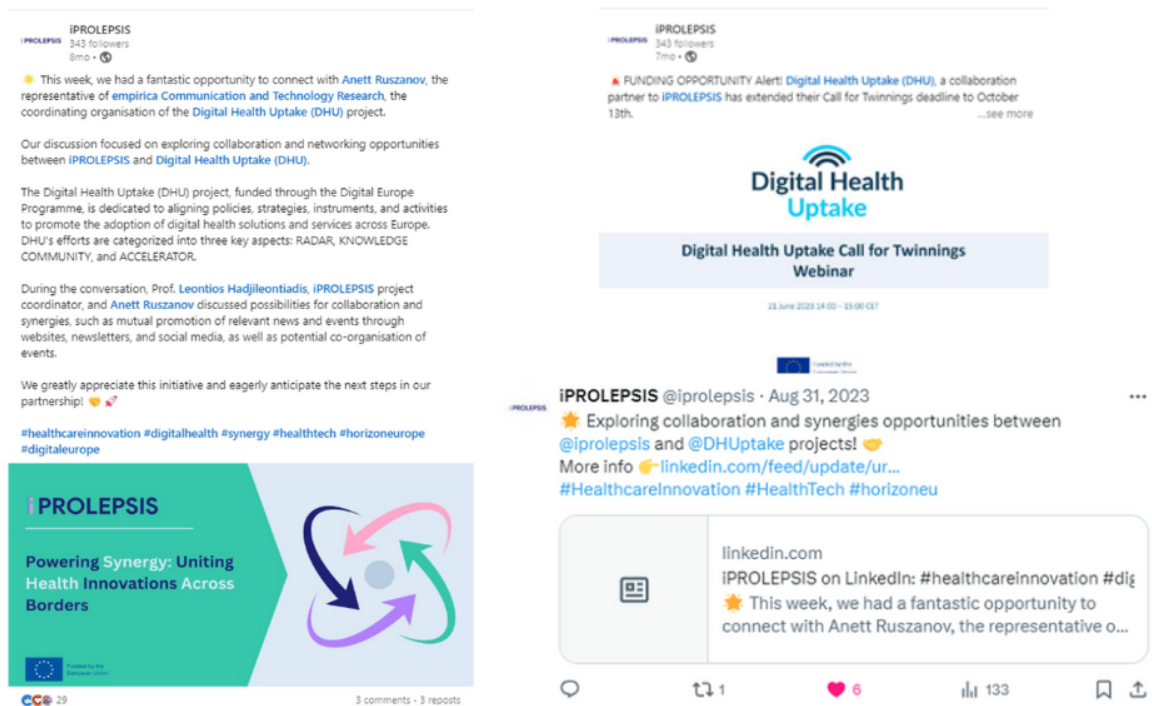 iPROLEPSIS
iPROLEPSIS
343 followers
8mo •
This week, we had a fantastic opportunity to connect with Anett Ruszanov, the
representative of empirica Communication and Technology Research, the
coordinating organisation of the Digital Health Uptake (DHU) project.
Our discussion focused on exploring collaboration and networking opportunities
between iPROLEPSIS and Digital Health Uptake (DHU).
The Digital Health Uptake (DHU) project, funded through the Digital Europe
Programme, is dedicated to aligning policies, strategies, instruments, and activities
to promote the adoption of digital health solutions and services across Europe.
DHU's efforts are categorized into three key aspects: RADAR, KNOWLEDGE
COMMUNITY, and ACCELERATOR.
During the conversation, Prof. Leontios Hadjileontiadis, iPROLEPSIS project
coordinator, and Anett Ruszanov discussed possibilities for collaboration and
synergies, such as mutual promotion of relevant news and events through
websites, newsletters, and social media, as well as potential co-organisation of
events.
We greatly appreciate this initiative and eagerly anticipate the next steps in our
partnership! 🤝 🚀
#healthcareinnovation #digitalhealth #synergy #healthtech #horizoneurope
#digitaleurope
iPROLEPSIS
Powering Synergy: Uniting
Health Innovations Across
Borders
Funded by the
European Union
29
3 comments · 3 reposts
iPROLEPSIS
iPROLEPSIS
343 followers
7mo •
🚨 FUNDING OPPORTUNITY Alert! Digital Health Uptake (DHU), a collaboration
partner to iPROLEPSIS has extended their Call for Twinnings deadline to October
13th.
...see more
Digital Health
Uptake
Digital Health Uptake Call for Twinnings
Webinar
21 June 2023 14:00 – 15:00 CET
Funded by the
European Union
iPROLEPSIS
iPROLEPSIS @iprolepsis · Aug 31, 2023
🌟 Exploring collaboration and synergies opportunities between
@iprolepsis and @DHUptake projects! 🤝
More info 👉linkedin.com/feed/update/ur...
#HealthcareInnovation #HealthTech #horizoneu
linkedin.com
iPROLEPSIS on LinkedIn: #healthcareinnovation #dig
🌟 This week, we had a fantastic opportunity to
connect with Anett Ruszanov, the representative o...
1
6
133